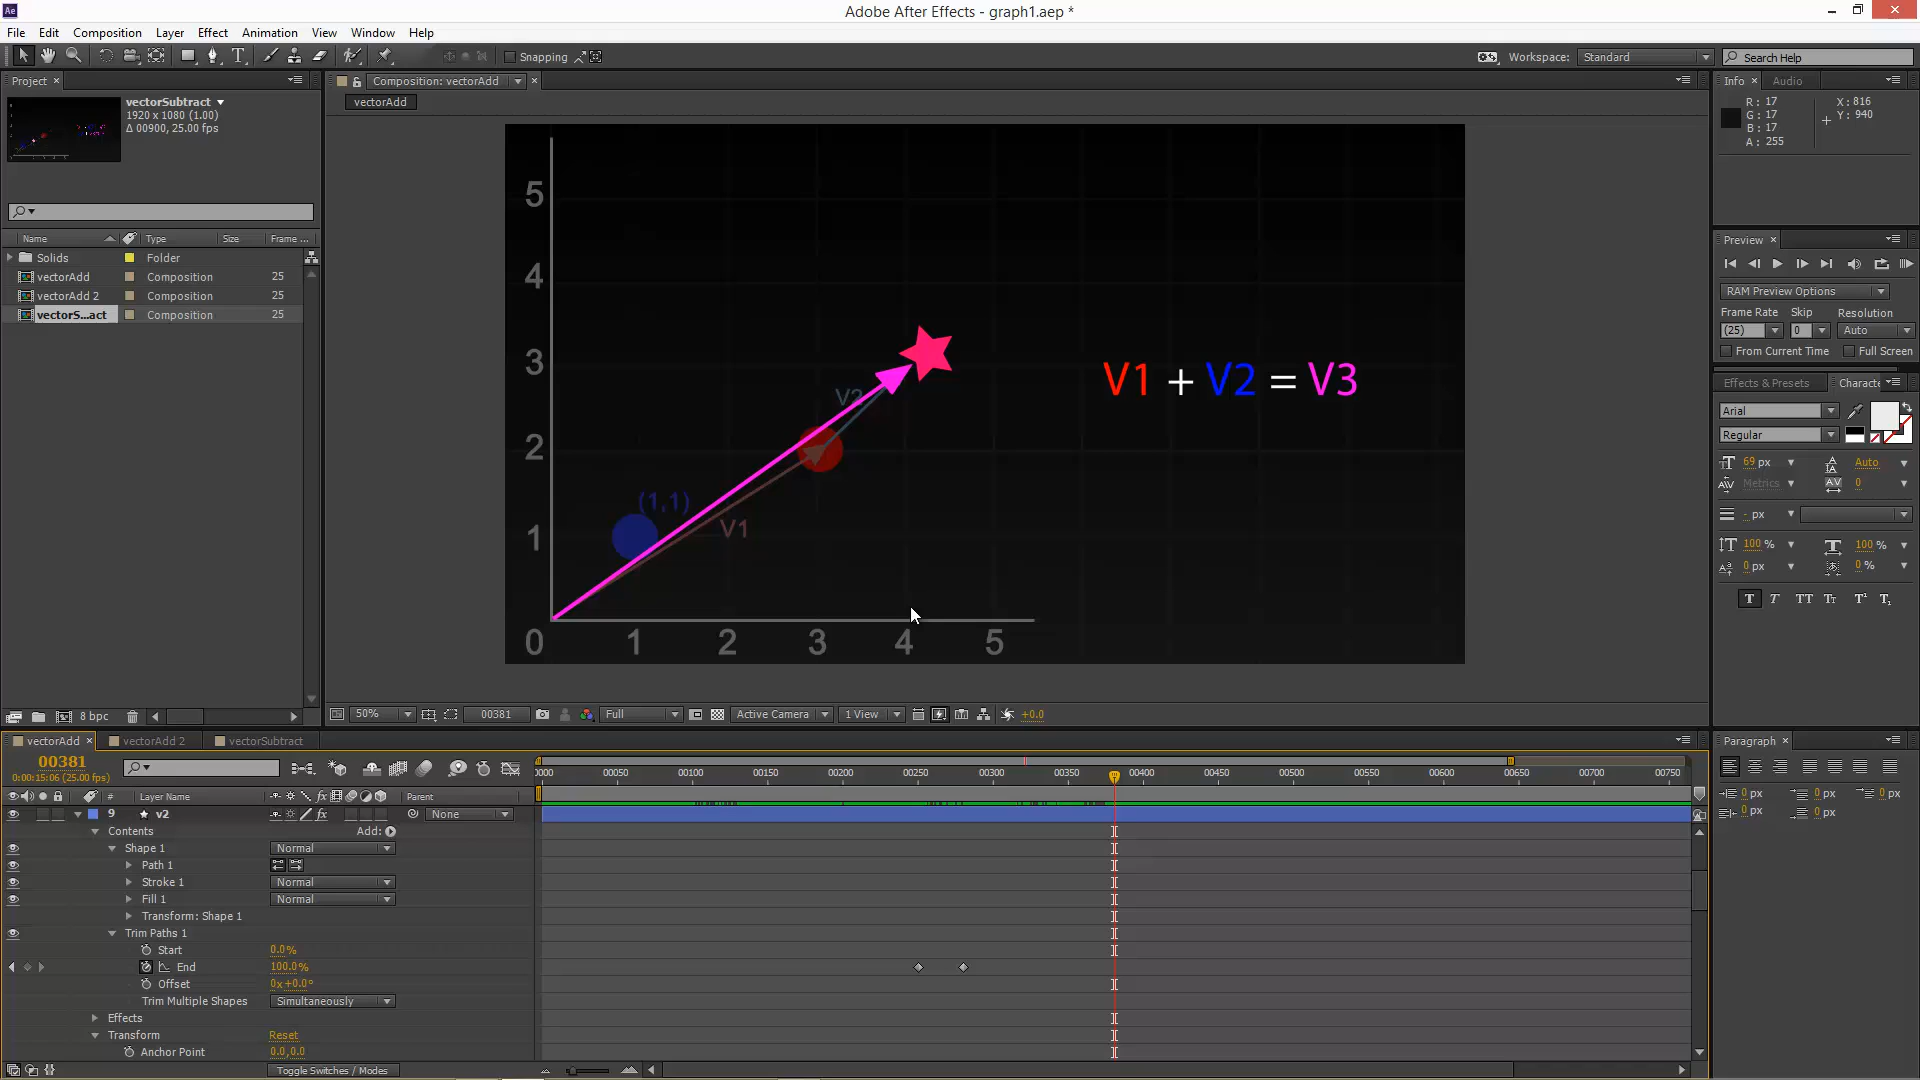 Ae
Adobe After Effects - graph1.aep *
File Edit Composition Layer Effect Animation View Window Help
Snapping
Workspace: Standard
Search Help
Project ×
Composition: vectorAdd
vectorAdd
vectorSubtract
1920 x 1080 (1.00)
Δ 00900, 25.00 fps
Name Type Size Frame ...
Solids Folder
vectorAdd Composition 25
vectorAdd 2 Composition 25
vectorS...act Composition 25
8 bpc
5
4
3
2
1
0 1 2 3 4 5
V2
(1,1)
V1
V1 + V2 = V3
50% 00381 Full Active Camera 1 View +0.0
Info × Audio
R: 17
G: 17
B: 17
A: 255
X: 816
Y: 940
Preview ×
RAM Preview Options
Frame Rate Skip Resolution
(25) 0 Auto
From Current Time Full Screen
Effects & Presets Characte
Arial
Regular
69 px Auto
Metrics 0
- px
100 % 100 %
0 px 0 %
T T TT Tt T¹ T₁
Paragraph ×
0 px 0 px 0 px
0 px 0 px
vectorAdd × vectorAdd 2 vectorSubtract
00381
0:00:15:06 (25.00 fps)
0000 00050 00100 00150 00200 00250 00300 00350 00400 00450 00500 00550 00600 00650 00700 00750
# Layer Name Parent
9 v2 None
Contents Add:
Shape 1 Normal
Path 1
Stroke 1 Normal
Fill 1 Normal
Transform: Shape 1
Trim Paths 1
Start 0.0%
End 100.0%
Offset 0x+0.0°
Trim Multiple Shapes Simultaneously
Effects
Transform Reset
Anchor Point 0.0,0.0
Toggle Switches / Modes